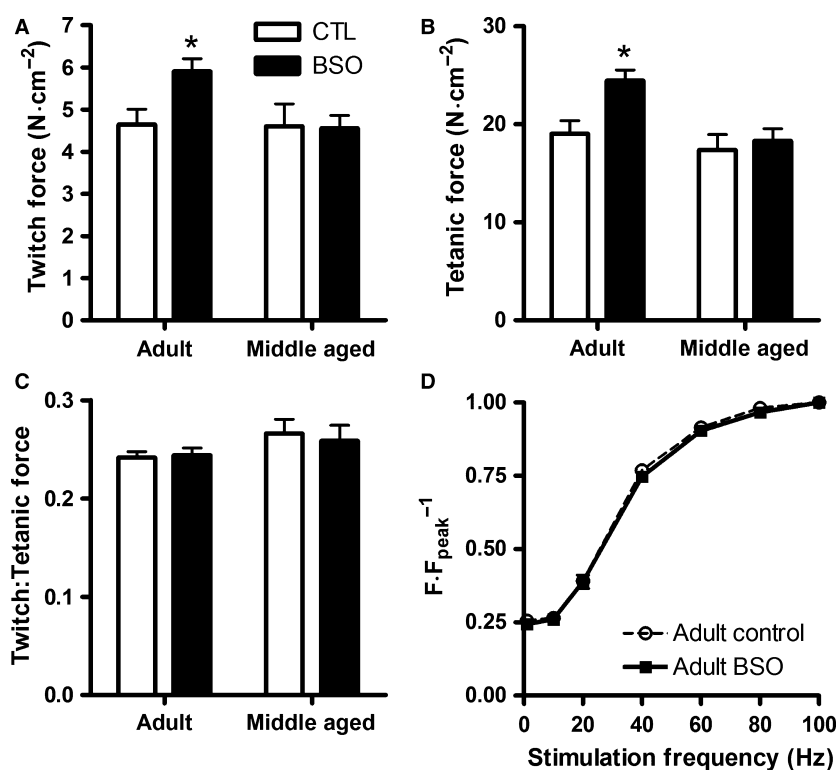 A
Twitch force (N·cm⁻²)
7
6
5
4
3
2
1
0
*
CTL
BSO
Adult
Middle aged
B
Tetanic force (N·cm⁻²)
30
20
10
0
*
Adult
Middle aged
C
Twitch:Tetanic force
0.3
0.2
0.1
0.0
Adult
Middle aged
D
F·Fpeak⁻¹
1.00
0.75
0.50
0.25
0.00
Adult control
Adult BSO
0 20 40 60 80 100
Stimulation frequency (Hz)